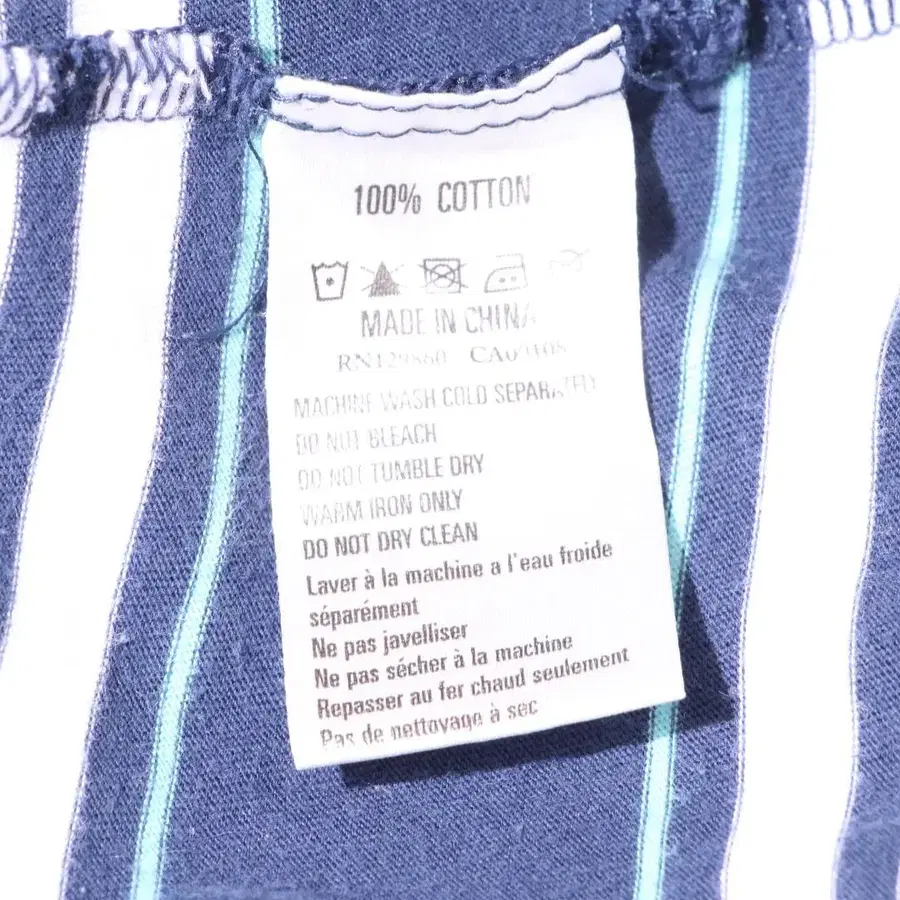 100% COTTON
MADE IN CHINA
MACHINE WASH COLD SEPARATELY
DO NOT BLEACH
DO NOT TUMBLE DRY
WARM IRON ONLY
DO NOT DRY CLEAN
Laver à la machine a l'eau froide
séparément
Ne pas javelliser
Ne pas sécher à la machine
Repasser au fer chaud seulement
Pas de nettoyage à sec